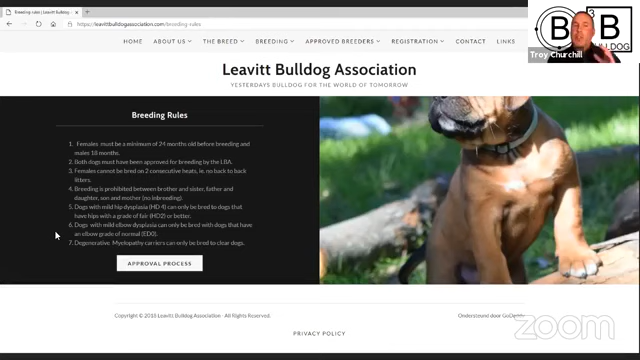 Breeding rules | Leavitt Bulldog
https://leavittbulldogassociation.com/breeding-rules
HOME ABOUT US THE BREED BREEDING APPROVED BREEDERS REGISTRATION CONTACT LINKS
B B
BULLDOG
Troy Churchill
Leavitt Bulldog Association
YESTERDAYS BULLDOG FOR THE WORLD OF TOMORROW
Breeding Rules
1. Females must be a minimum of 24 months old before breeding and
males 18 months.
2. Both dogs must have been approved for breeding by the LBA.
3. Females cannot be bred on 2 consecutive heats, ie. no back to back
litters.
4. Breeding is prohibited between brother and sister, father and
daughter, son and mother (no inbreeding).
5. Dogs with mild hip dysplasia (HD 4) can only be bred to dogs that
have hips with a grade of fair (HD2) or better.
6. Dogs with mild elbow dysplasia can only be bred with dogs that have
an elbow grade of normal (ED0).
7. Degenerative Myelopathy carriers can only be bred to clear dogs.
APPROVAL PROCESS
Copyright © 2018 Leavitt Bulldog Association - All Rights Reserved.
Ondersteund door
zoom
PRIVACY POLICY